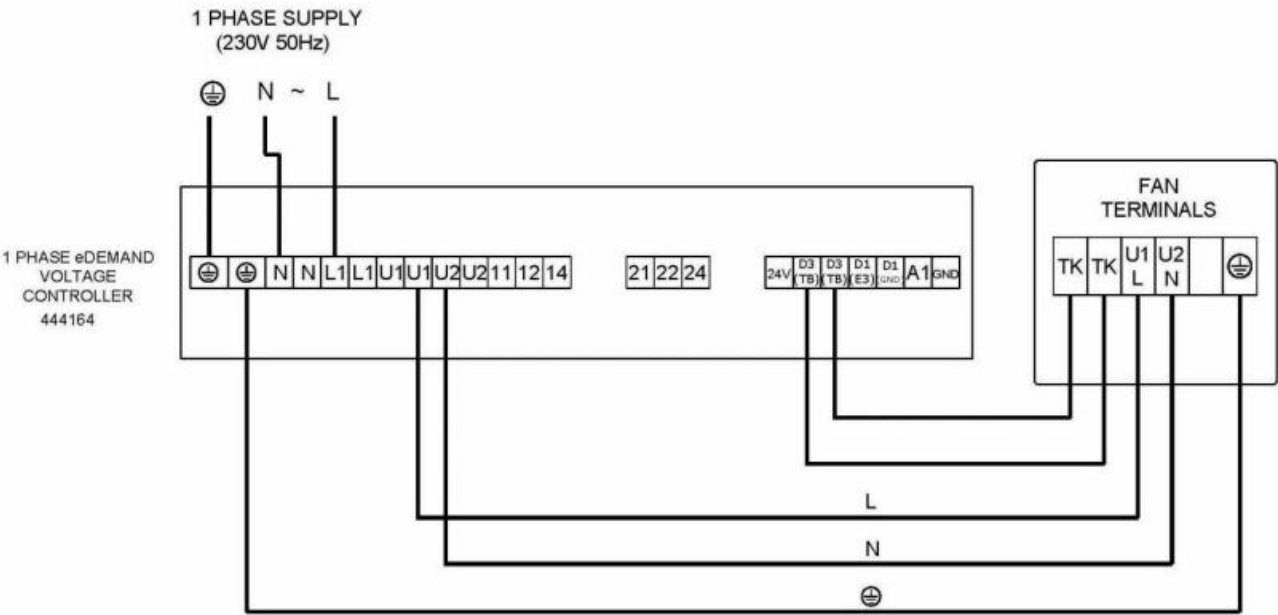 1 PHASE SUPPLY
(230V 50Hz)
N ~ L
1 PHASE eDEMAND
VOLTAGE
CONTROLLER
444164
N N L1 L1 U1 U1 U2 U2 11 12 14
21 22 24
24V D3 (TB) D3 (TB) D1 (E3) D1 (GND) A1 GND
FAN
TERMINALS
TK TK U1 L U2 N
L
N